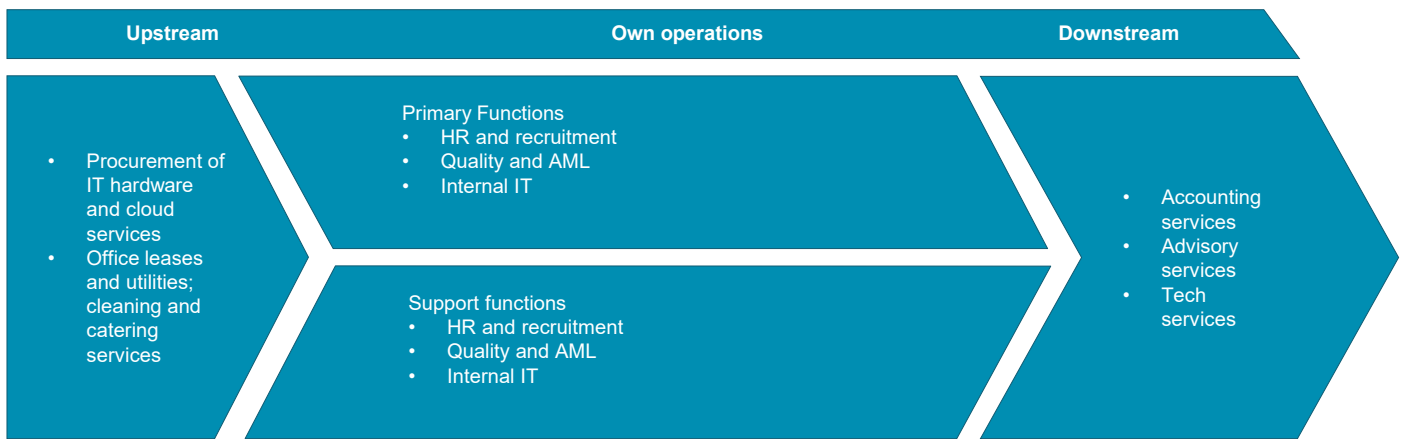 Upstream
Own operations
Downstream
• Procurement of
IT hardware
and cloud
services
• Office leases
and utilities;
cleaning and
catering
services
Primary Functions
• HR and recruitment
• Quality and AML
• Internal IT
Support functions
• HR and recruitment
• Quality and AML
• Internal IT
• Accounting
services
• Advisory
services
• Tech
services